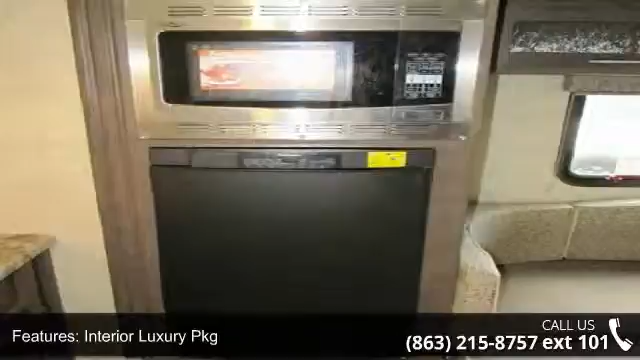 Features: Interior Luxury Pkg
CALL US
(863) 215-8757 ext 101